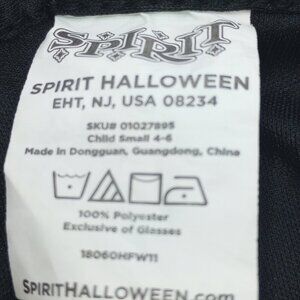 SPIRIT
SPIRIT HALLOWEEN
EHT, NJ, USA 08234
SKU# 01027895
Child Small 4-6
Made in Dongguan, Guangdong, China
100% Polyester
Exclusive of Glasses
18060HFW11
SPIRITHALLOWEEN.com